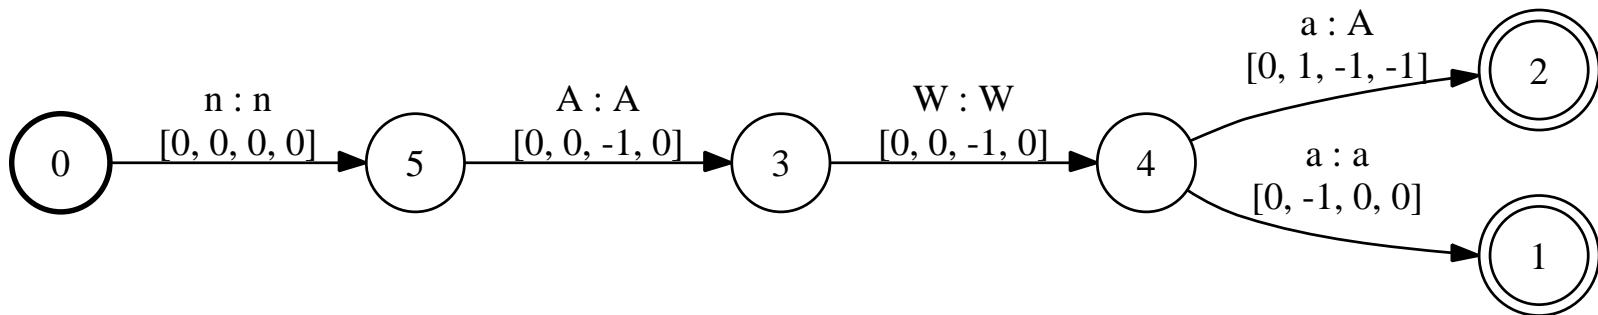 0
n : n
[0, 0, 0, 0]
5
A : A
[0, 0, -1, 0]
3
W : W
[0, 0, -1, 0]
4
a : A
[0, 1, -1, -1]
2
a : a
[0, -1, 0, 0]
1